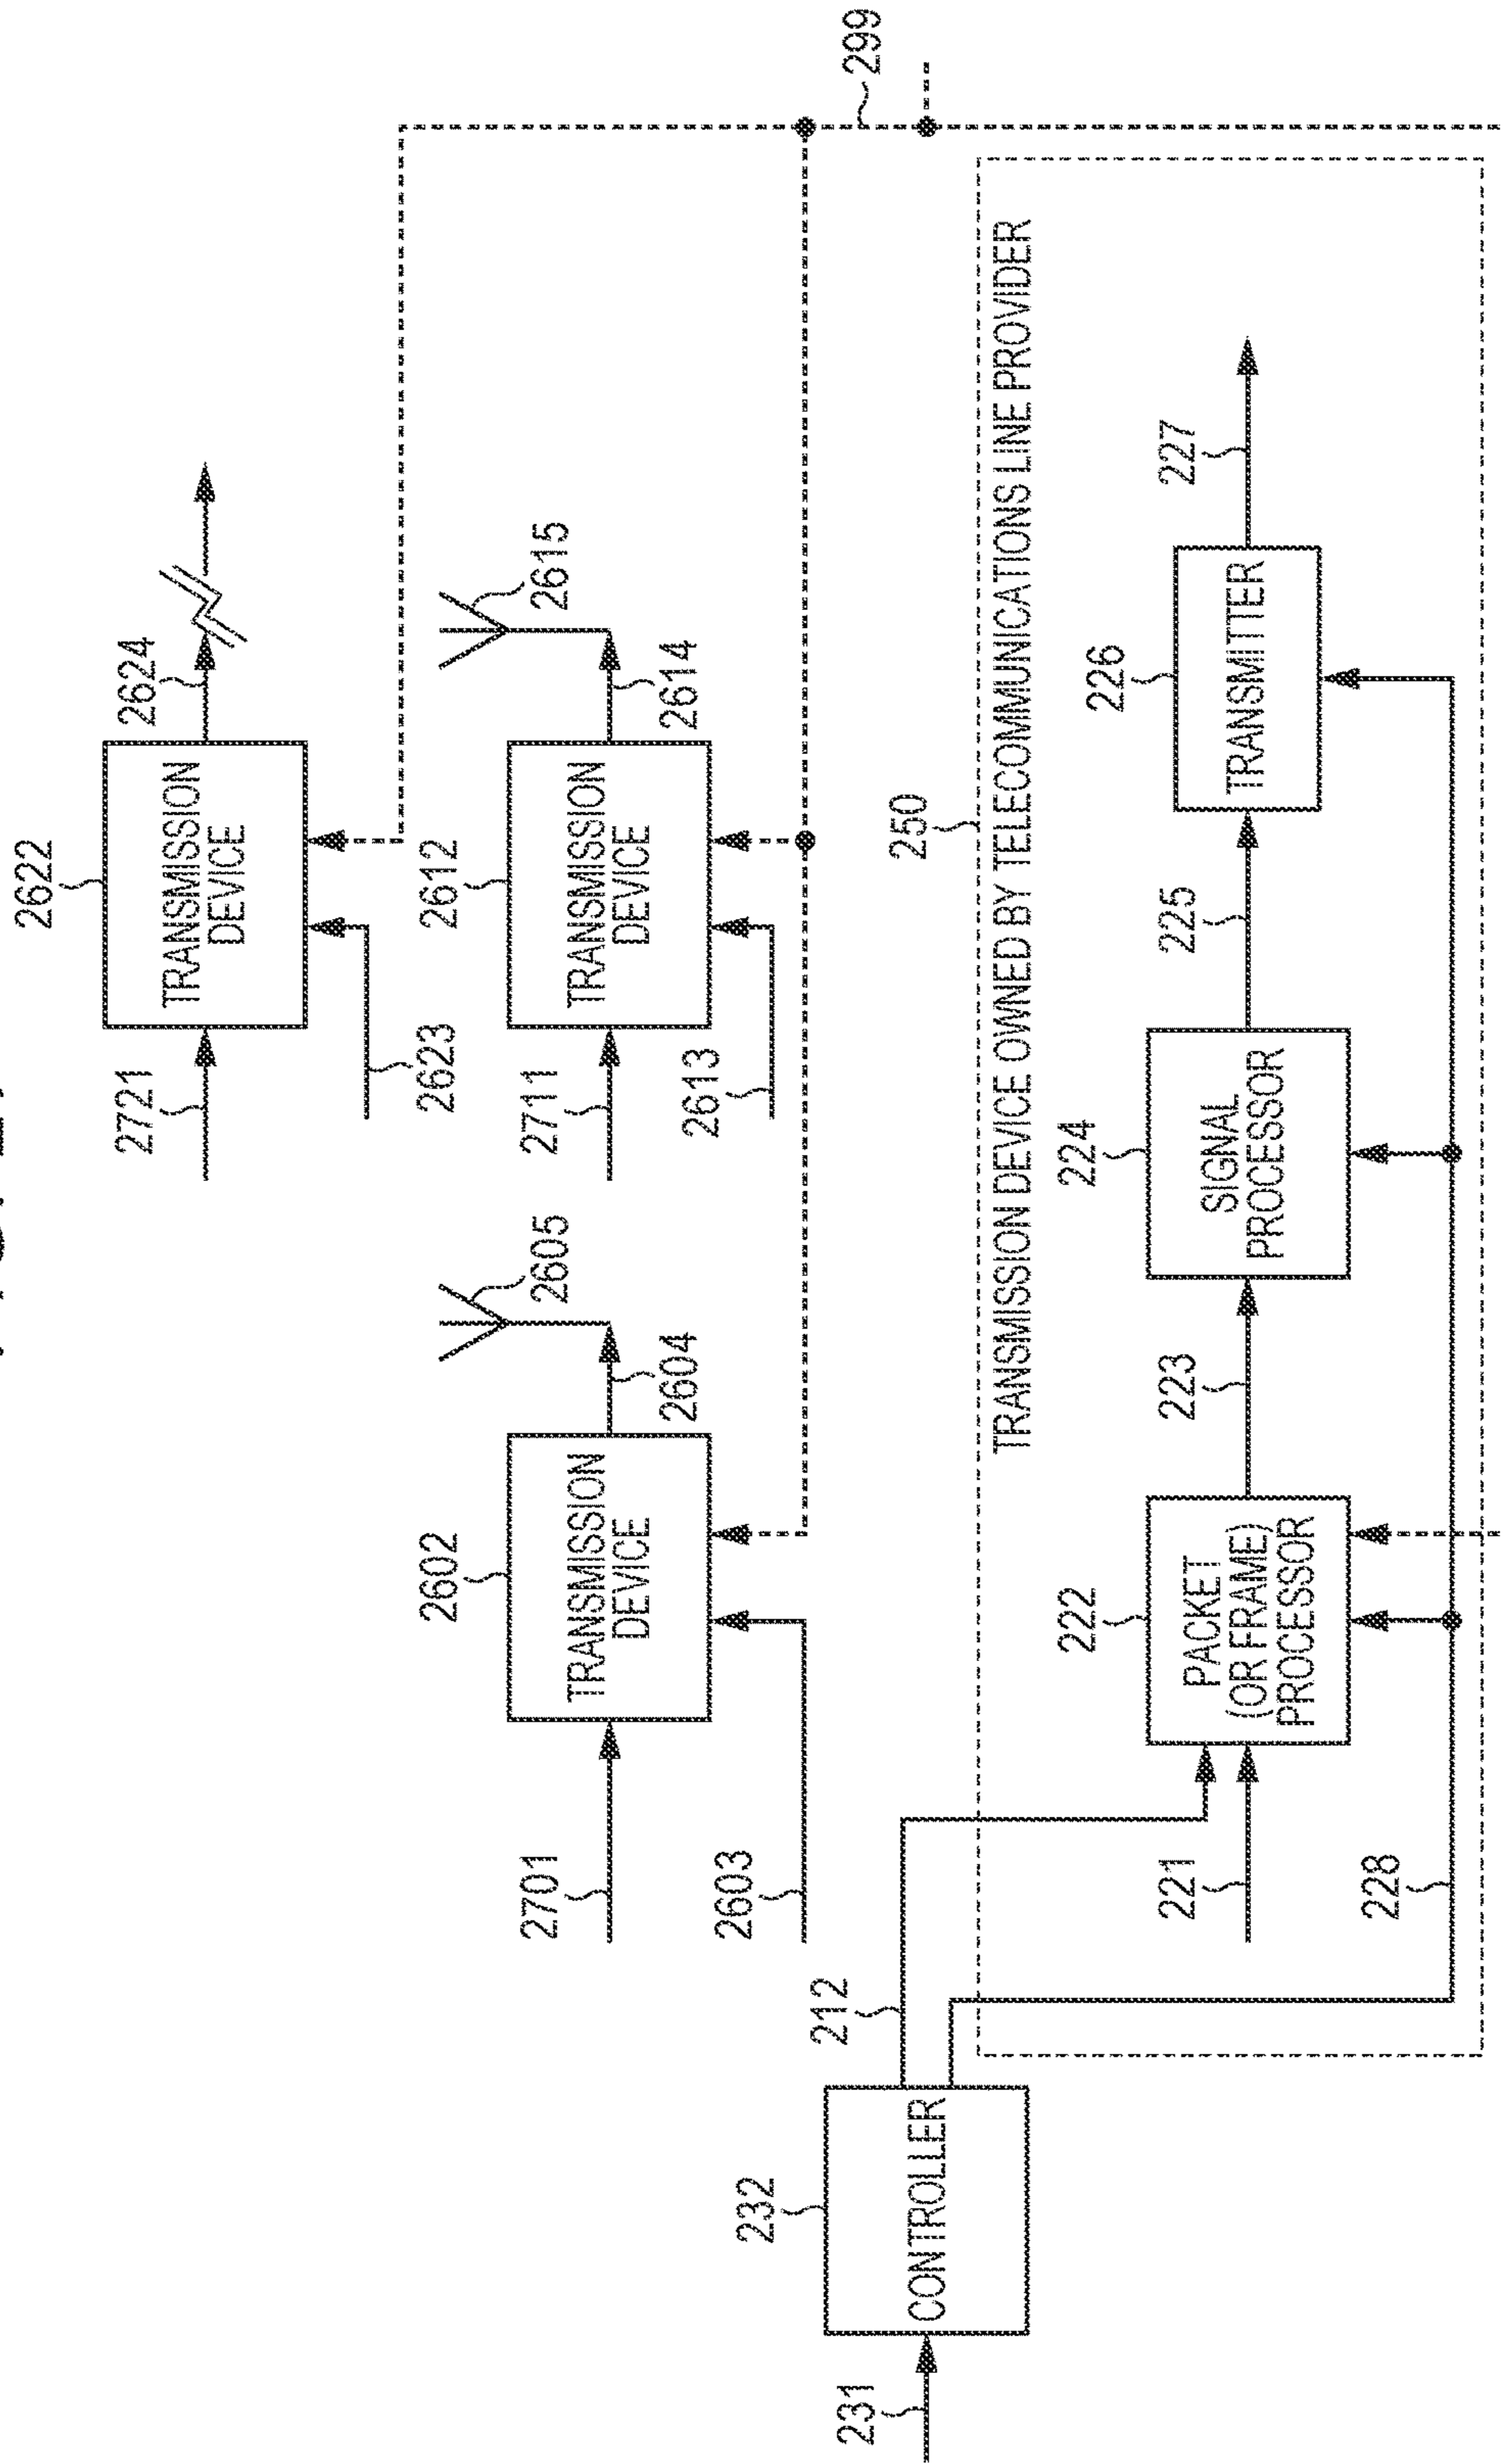 2622
TRANSMISSION
DEVICE
2721
2623
2624
2602
TRANSMISSION
DEVICE
2701
2603
2604
2605
2612
TRANSMISSION
DEVICE
2711
2613
2614
2615
299
231
232
CONTROLLER
212
250
TRANSMISSION DEVICE OWNED BY TELECOMMUNICATIONS LINE PROVIDER
221
222
PACKET
(OR FRAME)
PROCESSOR
223
224
SIGNAL
PROCESSOR
225
226
TRANSMITTER
227
228